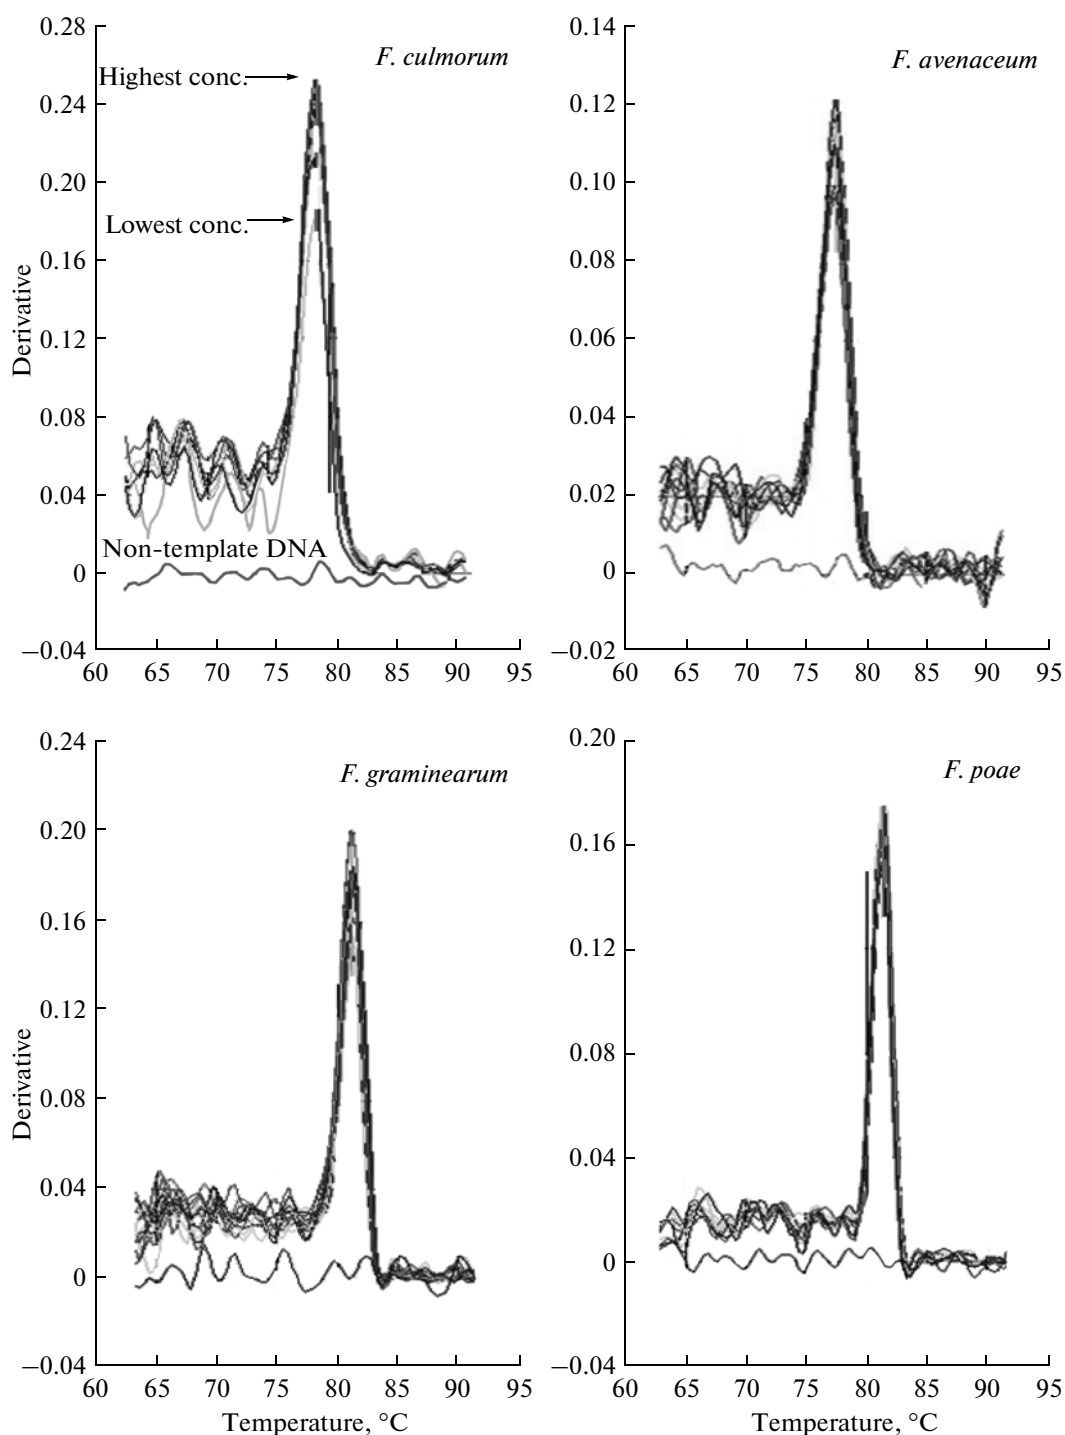 0.28
0.24
0.20
0.16
0.12
0.08
0.04
0
−0.04
Derivative
F. culmorum
Highest conc.
Lowest conc.
Non-template DNA
60 65 70 75 80 85 90 95
0.14
0.12
0.10
0.08
0.06
0.04
0.02
0
−0.02
F. avenaceum
60 65 70 75 80 85 90 95
0.24
0.20
0.16
0.12
0.08
0.04
0
−0.04
Derivative
F. graminearum
60 65 70 75 80 85 90 95
Temperature, °C
0.20
0.16
0.12
0.08
0.04
0
−0.04
F. poae
60 65 70 75 80 85 90 95
Temperature, °C